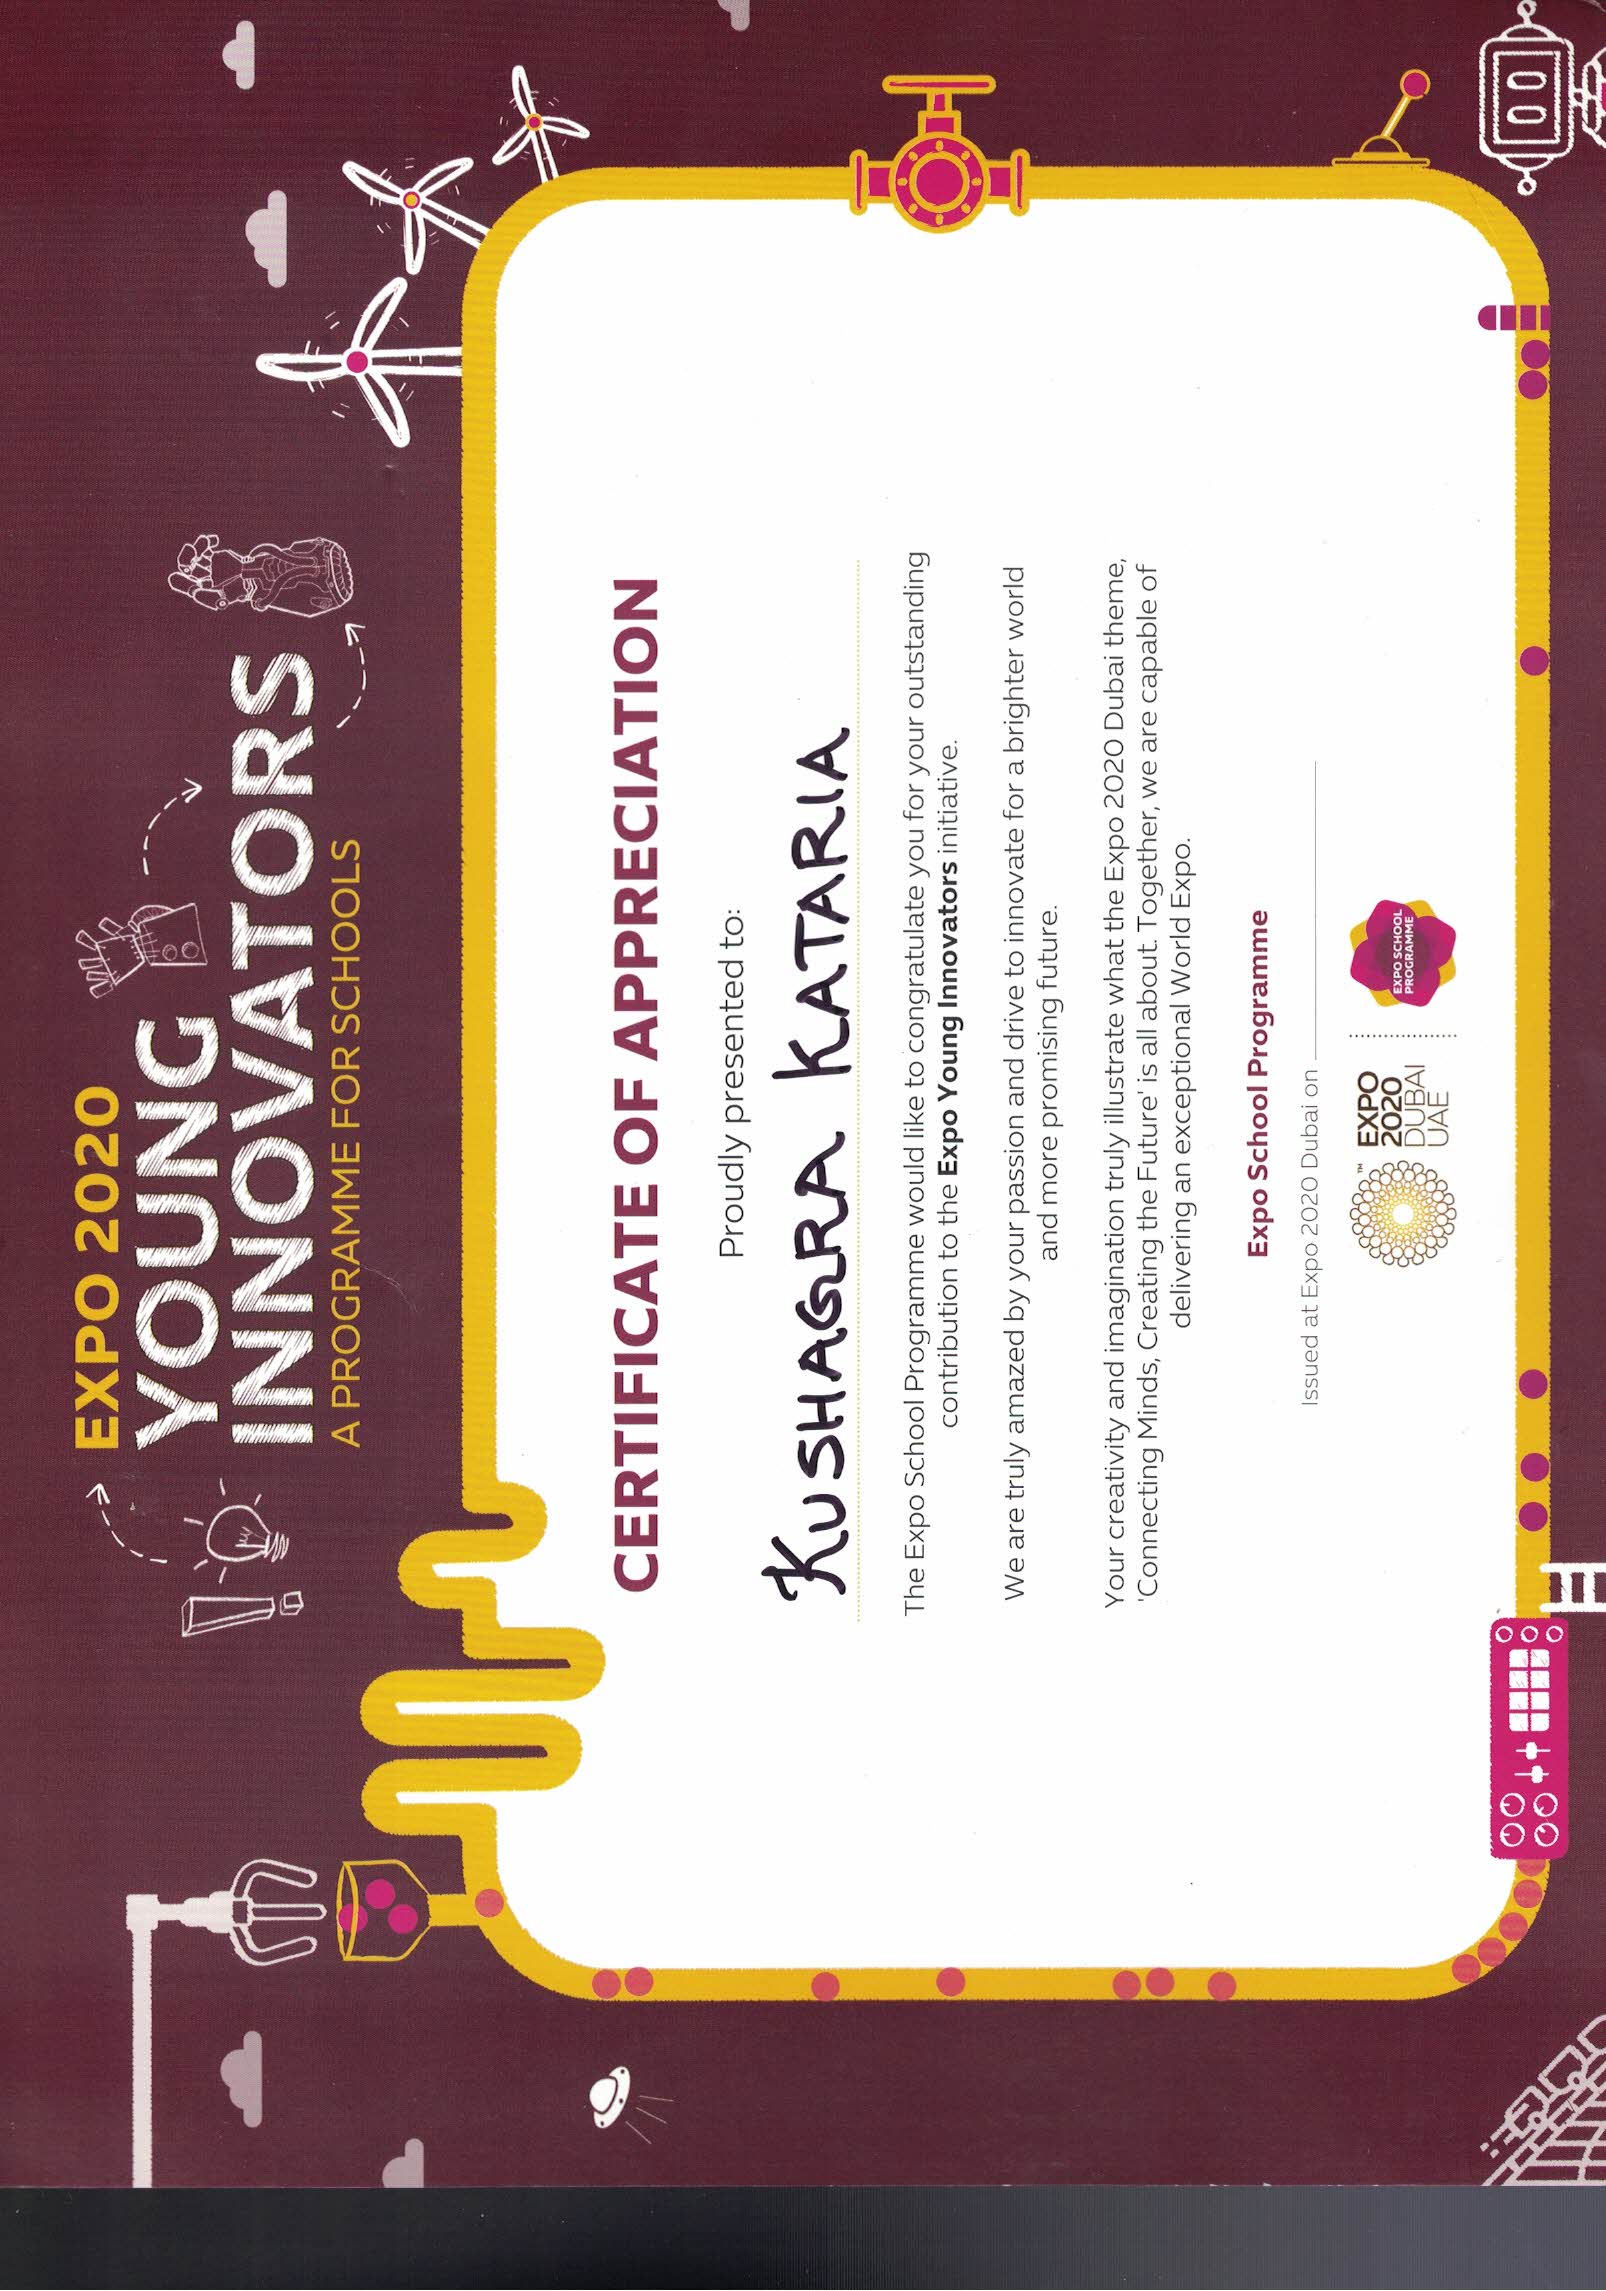 EXPO 2020
YOUNG
INNOVATORS
A PROGRAMME FOR SCHOOLS
CERTIFICATE OF APPRECIATION
Proudly presented to:
KUSHAGRA KATARIA
The Expo School Programme would like to congratulate you for your outstanding
contribution to the Expo Young Innovators initiative.
We are truly amazed by your passion and drive to innovate for a brighter world
and more promising future.
Your creativity and imagination truly illustrate what the Expo 2020 Dubai theme,
'Connecting Minds, Creating the Future' is all about. Together, we are capable of
delivering an exceptional World Expo.
Expo School Programme
Issued at Expo 2020 Dubai on
EXPO
2020
DUBAI
UAE
™
EXPO SCHOOL
PROGRAMME